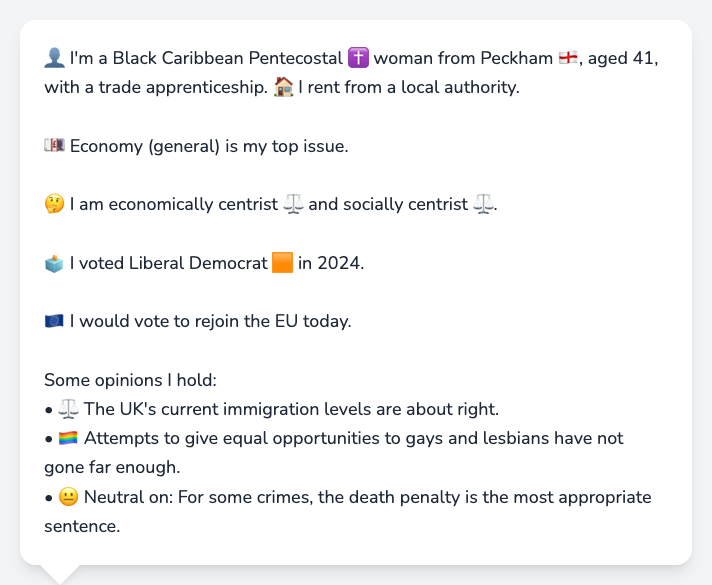 👤 I'm a Black Caribbean Pentecostal ✝️ woman from Peckham 🏴󠁧󠁢󠁥󠁮󠁧󠁿, aged 41,
with a trade apprenticeship. 🏠 I rent from a local authority.
💷 Economy (general) is my top issue.
🤔 I am economically centrist ⚖️ and socially centrist ⚖️.
🗳️ I voted Liberal Democrat 🟧 in 2024.
🇪🇺 I would vote to rejoin the EU today.
Some opinions I hold:
• ⚖️ The UK's current immigration levels are about right.
• 🏳️‍🌈 Attempts to give equal opportunities to gays and lesbians have not
gone far enough.
• 😐 Neutral on: For some crimes, the death penalty is the most appropriate
sentence.